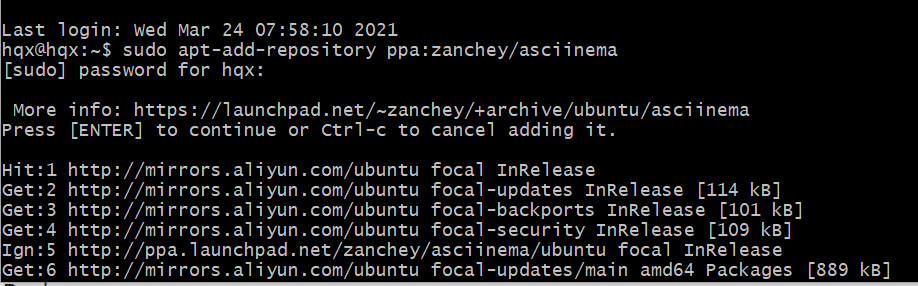 Last login: Wed Mar 24 07:58:10 2021
hqx@hqx:~$ sudo apt-add-repository ppa:zanchey/asciinema
[sudo] password for hqx:
More info: https://launchpad.net/~zanchey/+archive/ubuntu/asciinema
Press [ENTER] to continue or Ctrl-c to cancel adding it.
Hit:1 http://mirrors.aliyun.com/ubuntu focal InRelease
Get:2 http://mirrors.aliyun.com/ubuntu focal-updates InRelease [114 kB]
Get:3 http://mirrors.aliyun.com/ubuntu focal-backports InRelease [101 kB]
Get:4 http://mirrors.aliyun.com/ubuntu focal-security InRelease [109 kB]
Ign:5 http://ppa.launchpad.net/zanchey/asciinema/ubuntu focal InRelease
Get:6 http://mirrors.aliyun.com/ubuntu focal-updates/main amd64 Packages [889 kB]